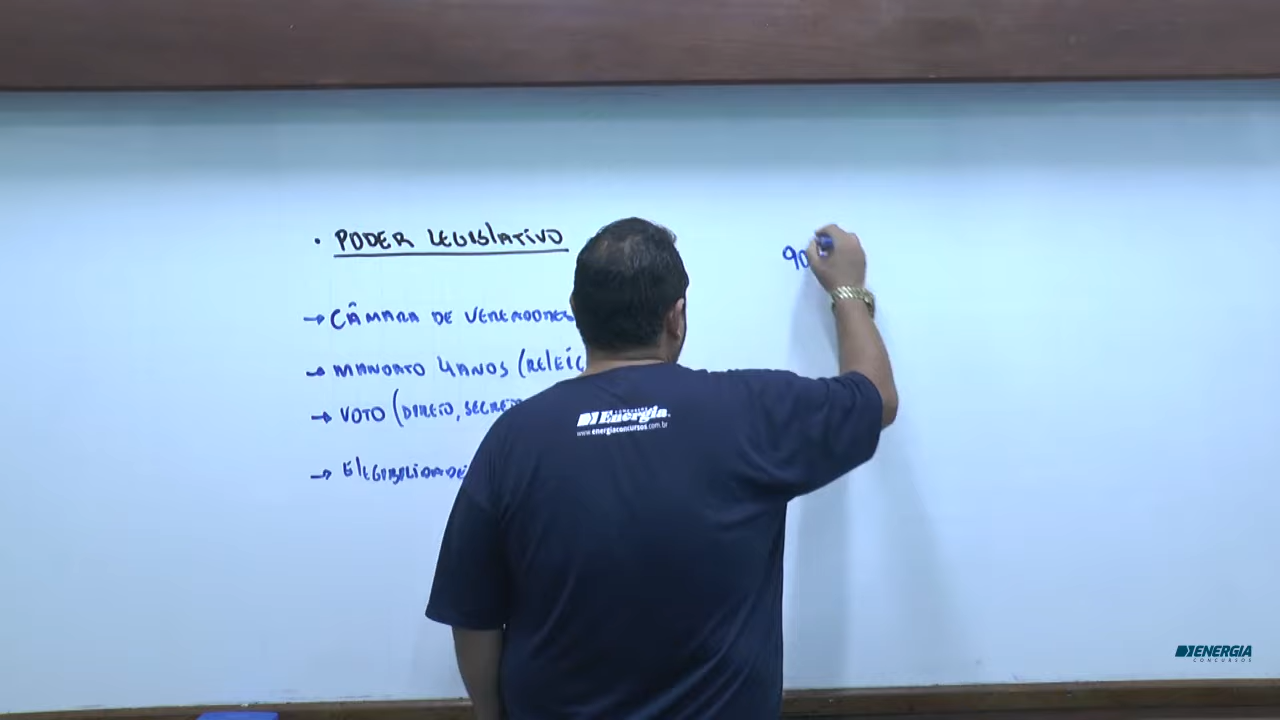 • PODER LEGISLATIVO
→ CÂMARA DE VEREADORES
→ MANDATO 4 ANOS (REELEIÇ
→ VOTO (DIRETO, SECRETO
→ ELEGIBILIDADE
90
Energia
www.energiaconcursos.com.br
ENERGIA
CONCURSOS